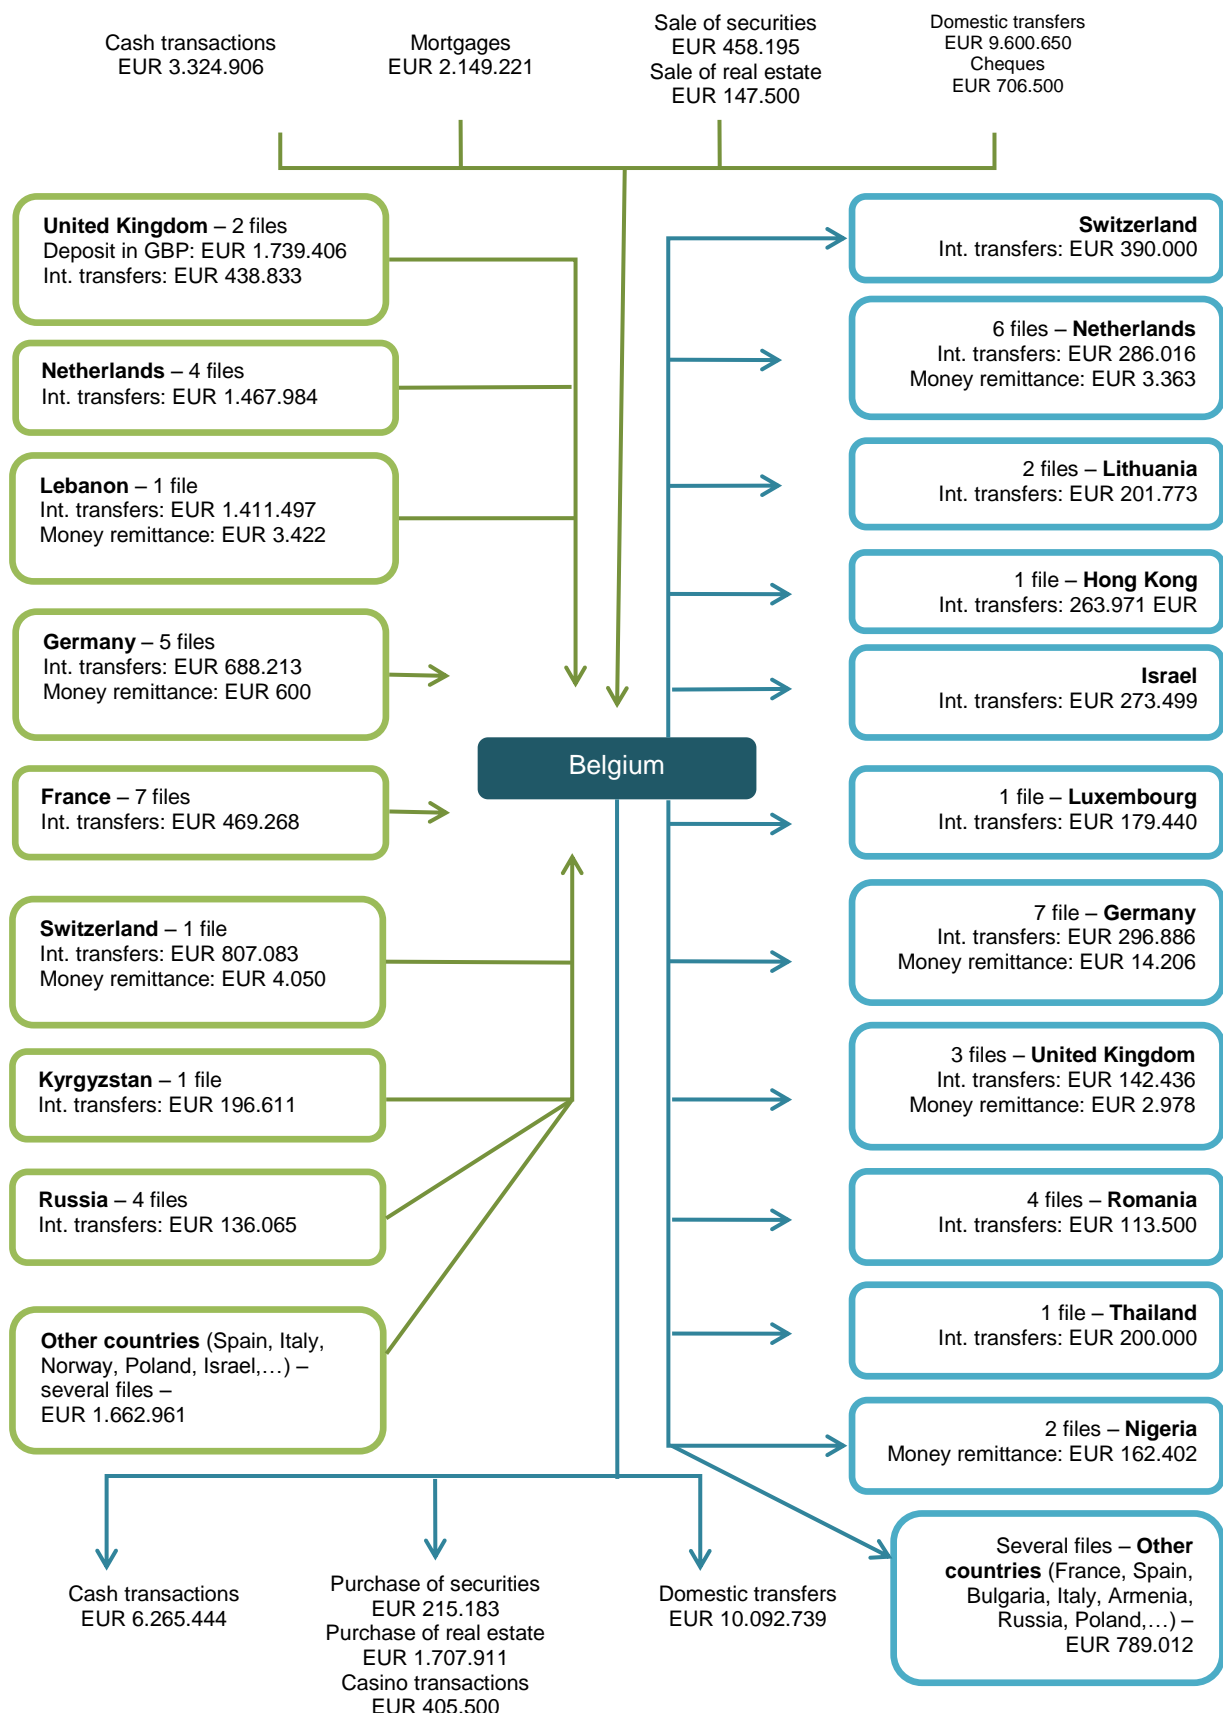 Cash transactions
EUR 3.324.906
Mortgages
EUR 2.149.221
Sale of securities
EUR 458.195
Sale of real estate
EUR 147.500
Domestic transfers
EUR 9.600.650
Cheques
EUR 706.500
United Kingdom – 2 files
Deposit in GBP: EUR 1.739.406
Int. transfers: EUR 438.833
Netherlands – 4 files
Int. transfers: EUR 1.467.984
Lebanon – 1 file
Int. transfers: EUR 1.411.497
Money remittance: EUR 3.422
Germany – 5 files
Int. transfers: EUR 688.213
Money remittance: EUR 600
France – 7 files
Int. transfers: EUR 469.268
Switzerland – 1 file
Int. transfers: EUR 807.083
Money remittance: EUR 4.050
Kyrgyzstan – 1 file
Int. transfers: EUR 196.611
Russia – 4 files
Int. transfers: EUR 136.065
Other countries (Spain, Italy,
Norway, Poland, Israel,…) –
several files –
EUR 1.662.961
Belgium
Switzerland
Int. transfers: EUR 390.000
6 files – Netherlands
Int. transfers: EUR 286.016
Money remittance: EUR 3.363
2 files – Lithuania
Int. transfers: EUR 201.773
1 file – Hong Kong
Int. transfers: 263.971 EUR
Israel
Int. transfers: EUR 273.499
1 file – Luxembourg
Int. transfers: EUR 179.440
7 file – Germany
Int. transfers: EUR 296.886
Money remittance: EUR 14.206
3 files – United Kingdom
Int. transfers: EUR 142.436
Money remittance: EUR 2.978
4 files – Romania
Int. transfers: EUR 113.500
1 file – Thailand
Int. transfers: EUR 200.000
2 files – Nigeria
Money remittance: EUR 162.402
Several files – Other
countries (France, Spain,
Bulgaria, Italy, Armenia,
Russia, Poland,…) –
EUR 789.012
Cash transactions
EUR 6.265.444
Purchase of securities
EUR 215.183
Purchase of real estate
EUR 1.707.911
Casino transactions
EUR 405.500
Domestic transfers
EUR 10.092.739